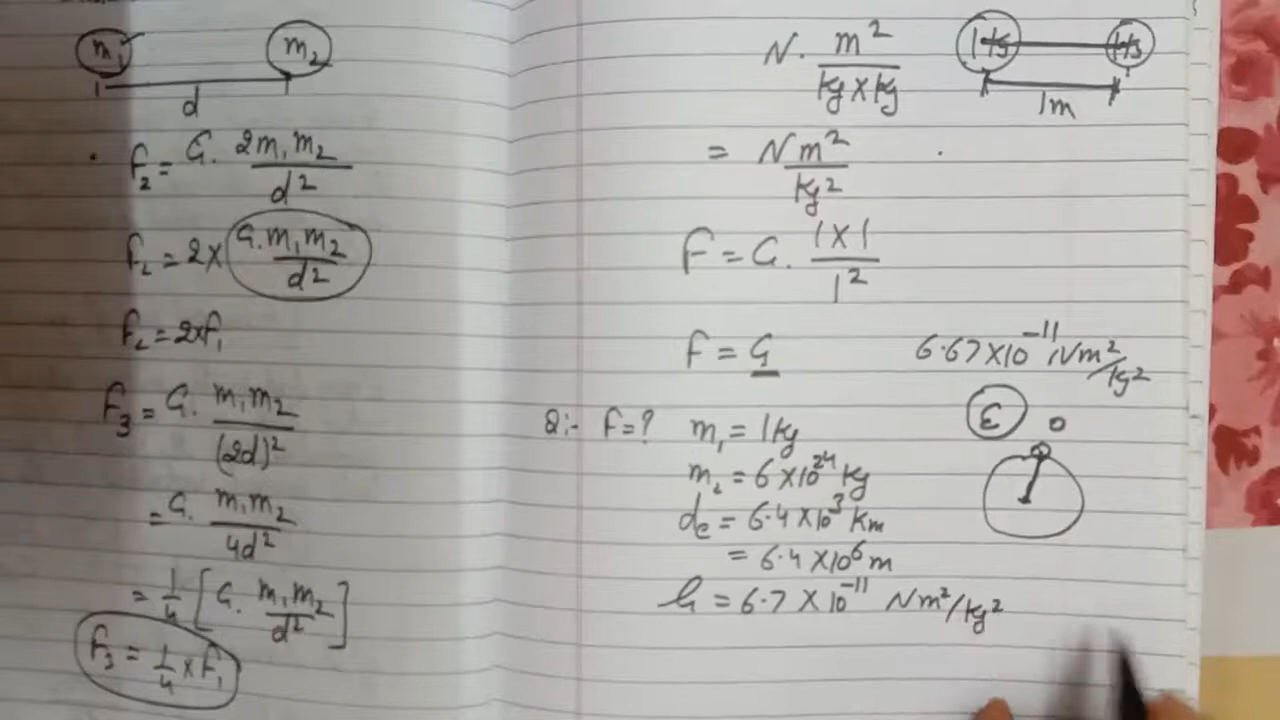 m₁ m₂
d
F₂ = G. 2m₁m₂/d²
F₂ = 2× G.m₁m₂/d²
F₂ = 2×F₁
F₃ = G. m₁m₂/(2d)²
= G. m₁m₂/4d²
= 1/4 [G. m₁m₂/d²]
F₃ = 1/4 × F₁
N. m²/kg×kg
1kg 1kg
1m
= Nm²/kg²
F = G. 1×1/1²
F = G
6.67×10⁻¹¹ Nm²/kg²
Q:- F=? m₁ = 1kg
m₂ = 6×10²⁴ kg
dₑ = 6.4×10³ Km
= 6.4×10⁶ m
G = 6.7×10⁻¹¹ Nm²/kg²
E